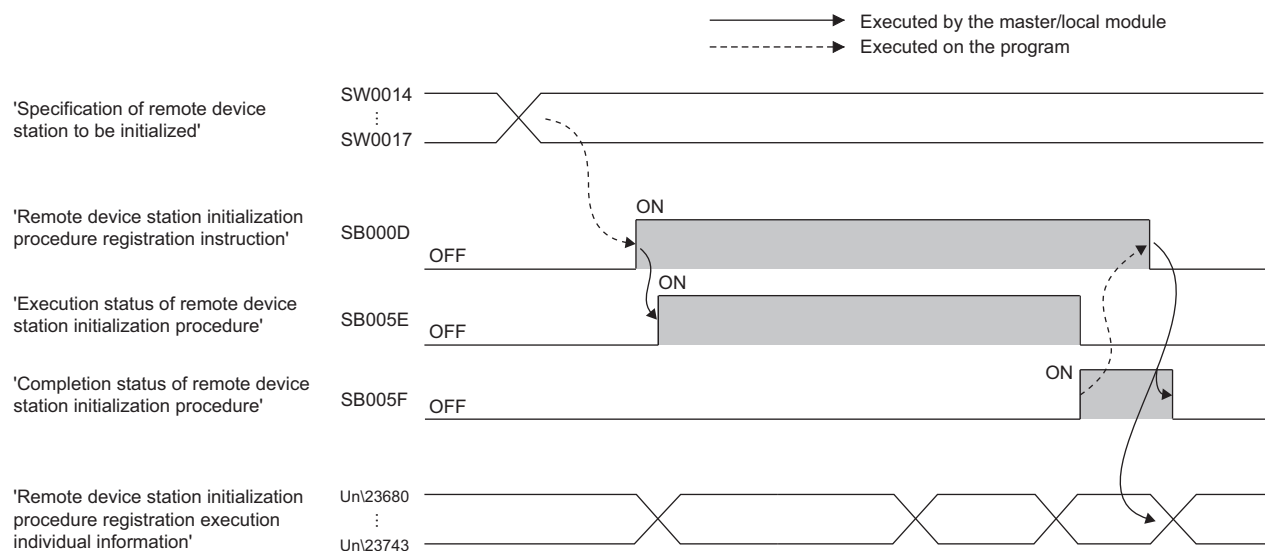 Executed by the master/local module
Executed on the program
'Specification of remote device
station to be initialized'
SW0014
⋮
SW0017
'Remote device station initialization
procedure registration instruction'
SB000D
ON
OFF
'Execution status of remote device
station initialization procedure'
SB005E
ON
OFF
'Completion status of remote device
station initialization procedure'
SB005F
ON
OFF
'Remote device station initialization
procedure registration execution
individual information'
Un\23680
⋮
Un\23743